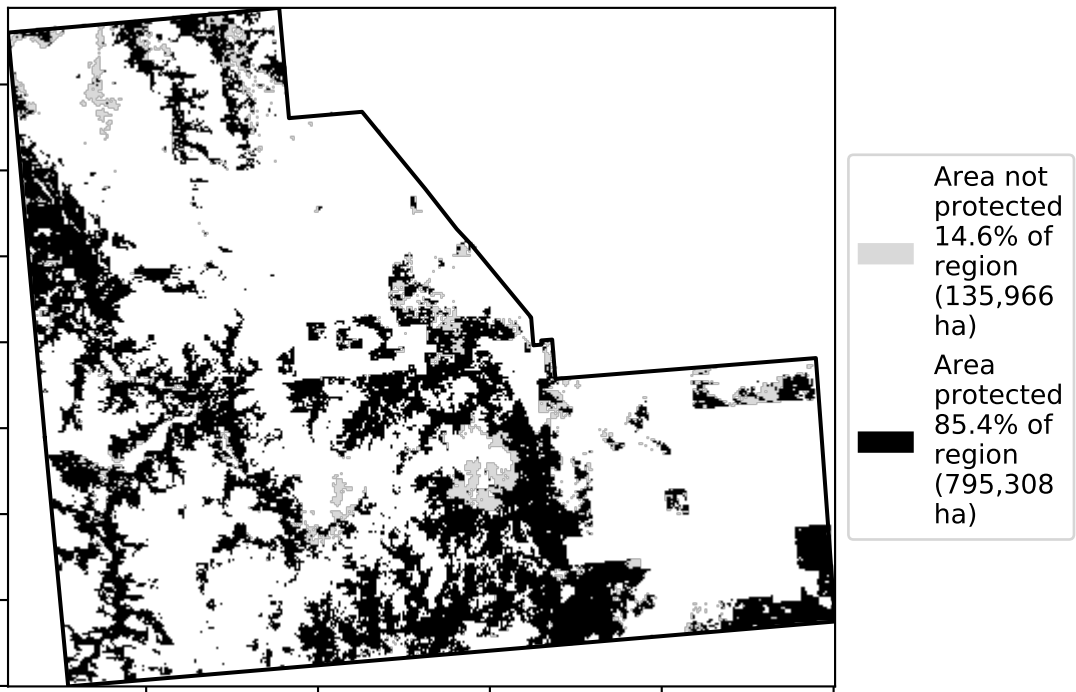 Area not
protected
14.6% of
region
(135,966
ha)
Area
protected
85.4% of
region
(795,308
ha)